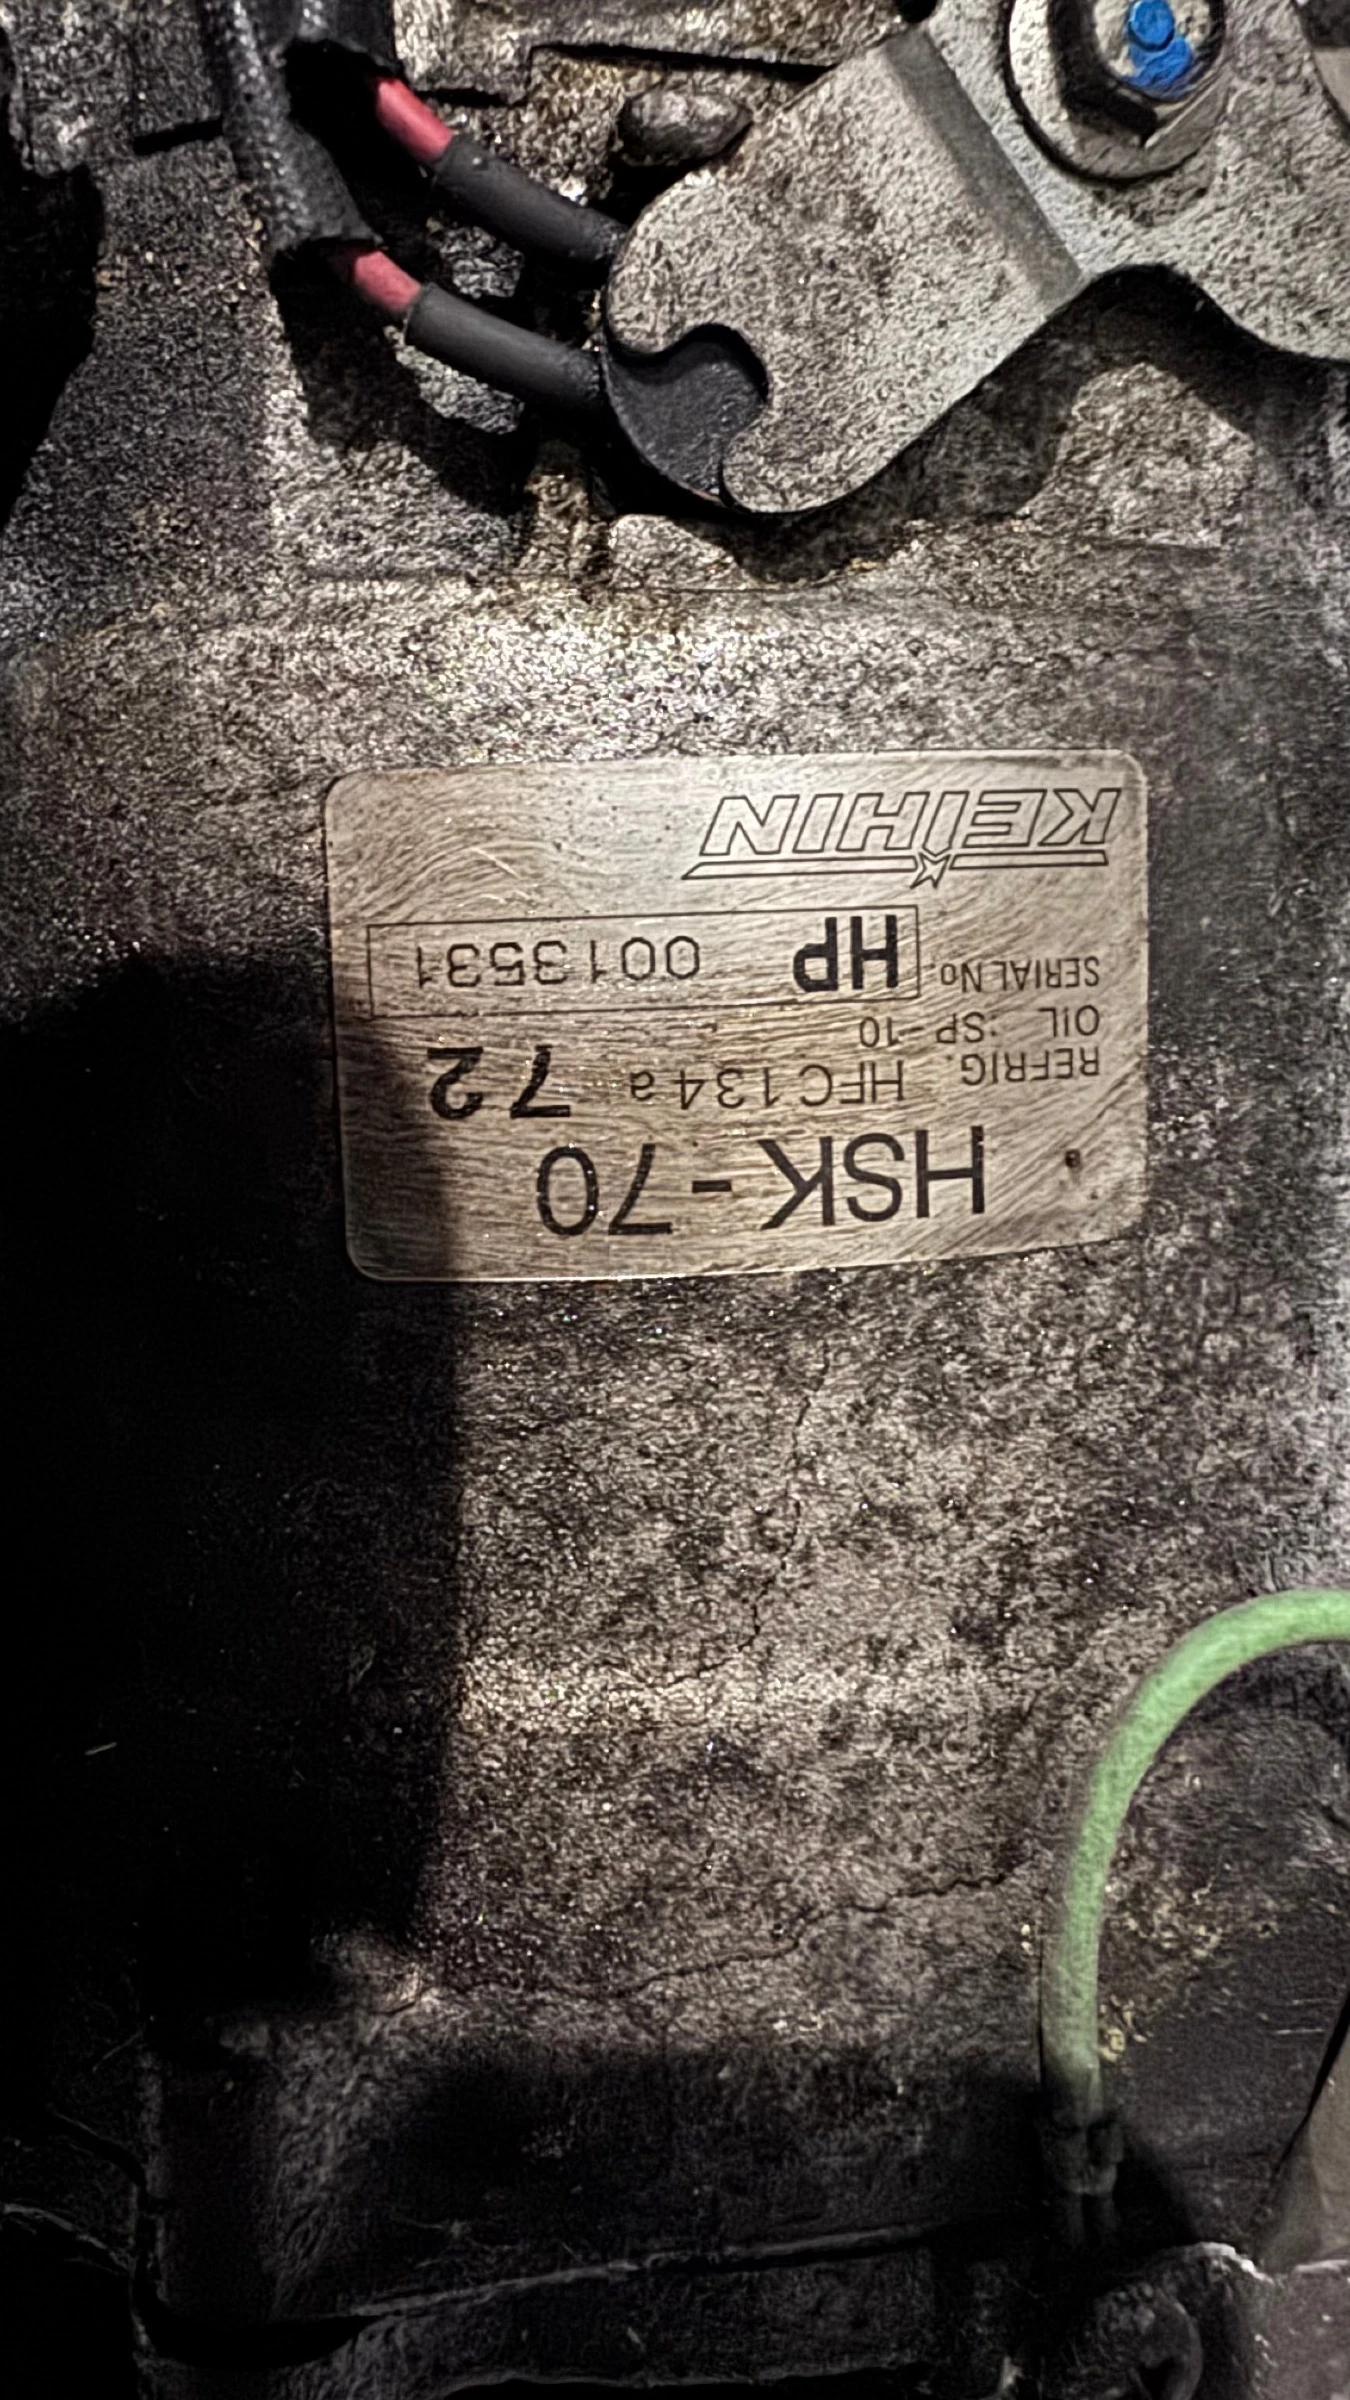 HSK-70
REFRIG. HFC134a 72
OIL :SP-10
SERIAL No. HP 0013531
KEIHIN